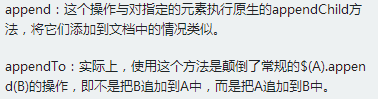 append：这个操作与对指定的元素执行原生的appendChild方
法，将它们添加到文档中的情况类似。
appendTo：实际上，使用这个方法是颠倒了常规的$(A).appen
d(B)的操作，即不是把B追加到A中，而是把A追加到B中。